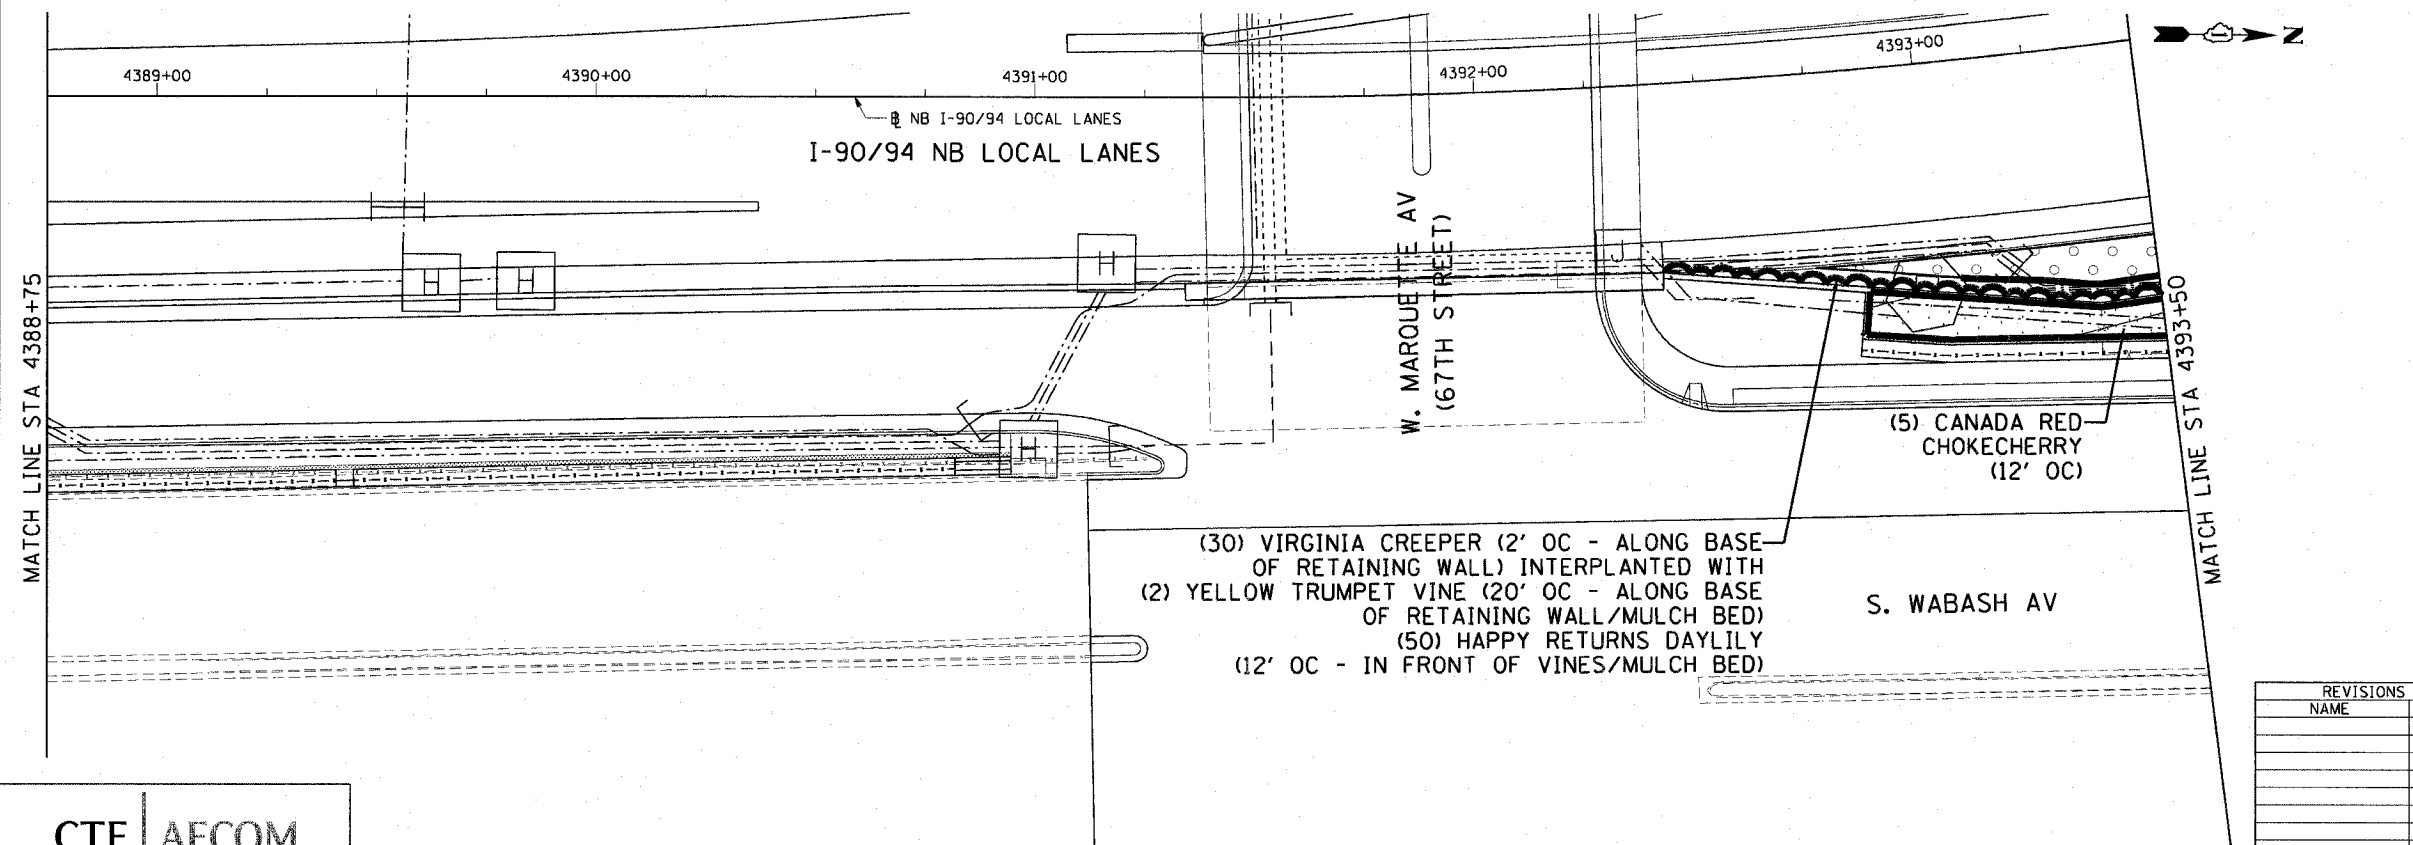 4389+00
4390+00
4391+00
4392+00
4393+00
N
NB I-90/94 LOCAL LANES
I-90/94 NB LOCAL LANES
MATCH LINE STA 4388+75
H
H
H
J
H
W. MARQUETTE AV
(67TH STREET)
MATCH LINE STA 4393+50
(5) CANADA RED
CHOKECHERRY
(12' OC)
(30) VIRGINIA CREEPER (2' OC - ALONG BASE
OF RETAINING WALL) INTERPLANTED WITH
(2) YELLOW TRUMPET VINE (20' OC - ALONG BASE
OF RETAINING WALL/MULCH BED)
(50) HAPPY RETURNS DAYLILY
(12' OC - IN FRONT OF VINES/MULCH BED)
S. WABASH AV
REVISIONS
NAME
CTE AECOM